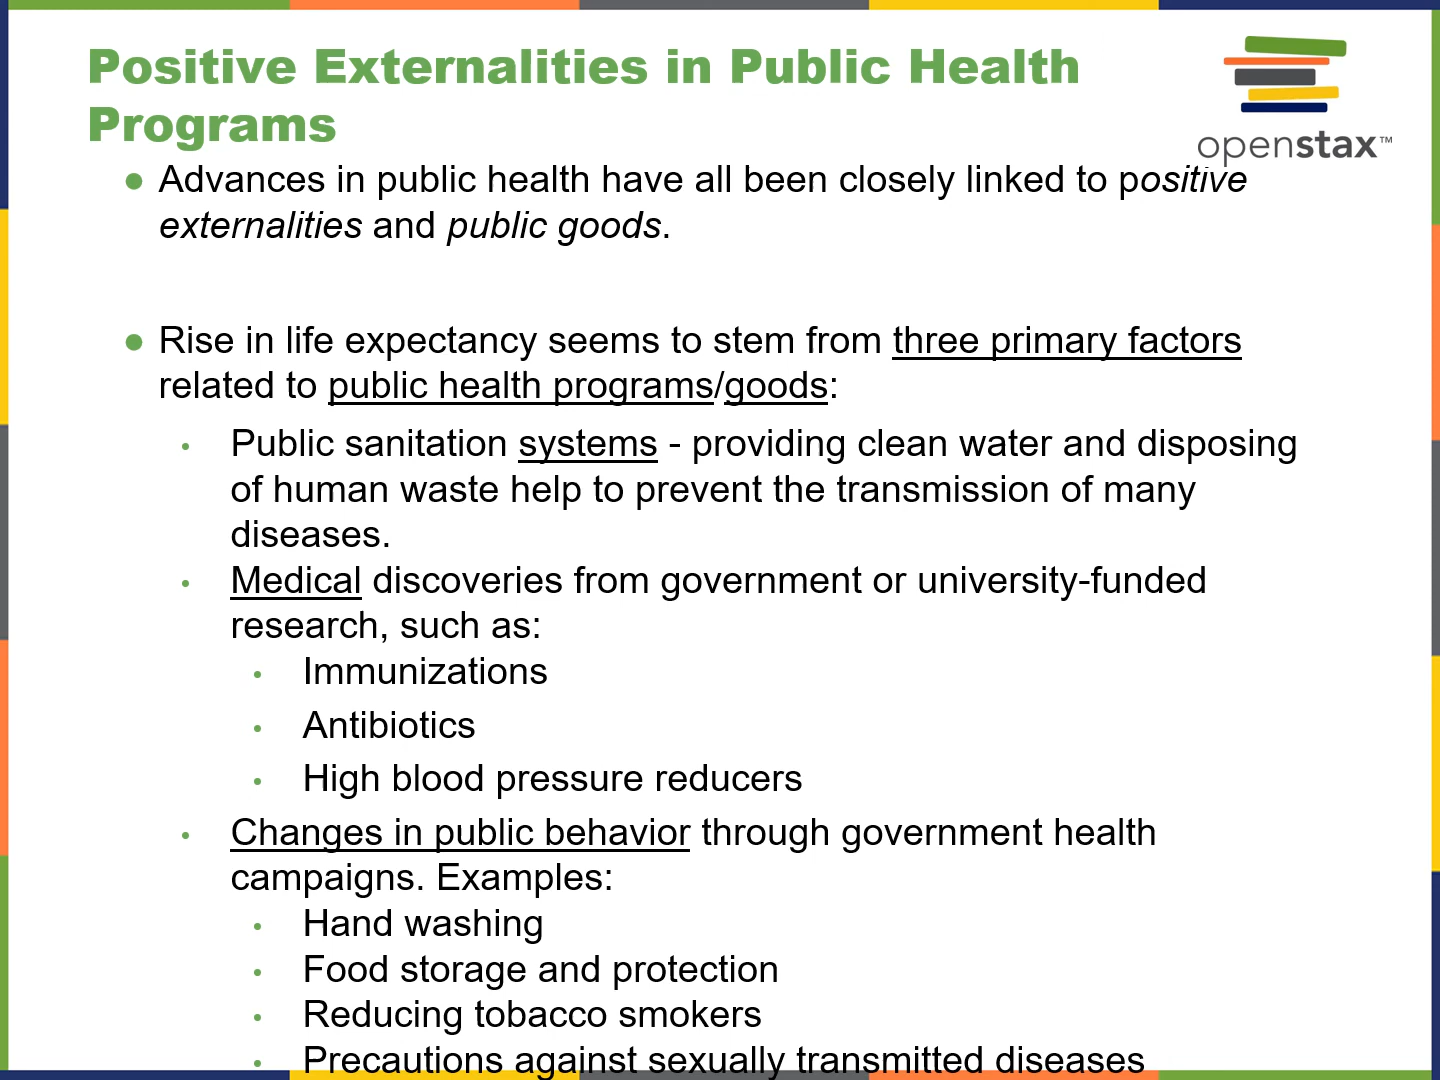 Positive Externalities in Public Health
Programs
openstax™
● Advances in public health have all been closely linked to positive
externalities and public goods.
● Rise in life expectancy seems to stem from three primary factors
related to public health programs/goods:
• Public sanitation systems - providing clean water and disposing
of human waste help to prevent the transmission of many
diseases.
• Medical discoveries from government or university-funded
research, such as:
• Immunizations
• Antibiotics
• High blood pressure reducers
• Changes in public behavior through government health
campaigns. Examples:
• Hand washing
• Food storage and protection
• Reducing tobacco smokers
• Precautions against sexually transmitted diseases